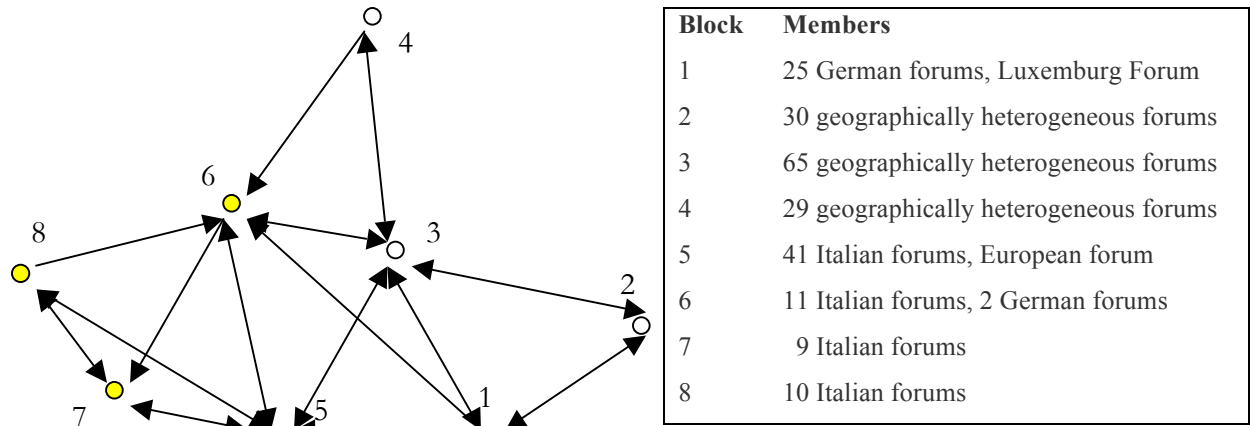 4
6
8
3
2
7
5
1
Block Members
1 25 German forums, Luxemburg Forum
2 30 geographically heterogeneous forums
3 65 geographically heterogeneous forums
4 29 geographically heterogeneous forums
5 41 Italian forums, European forum
6 11 Italian forums, 2 German forums
7 9 Italian forums
8 10 Italian forums